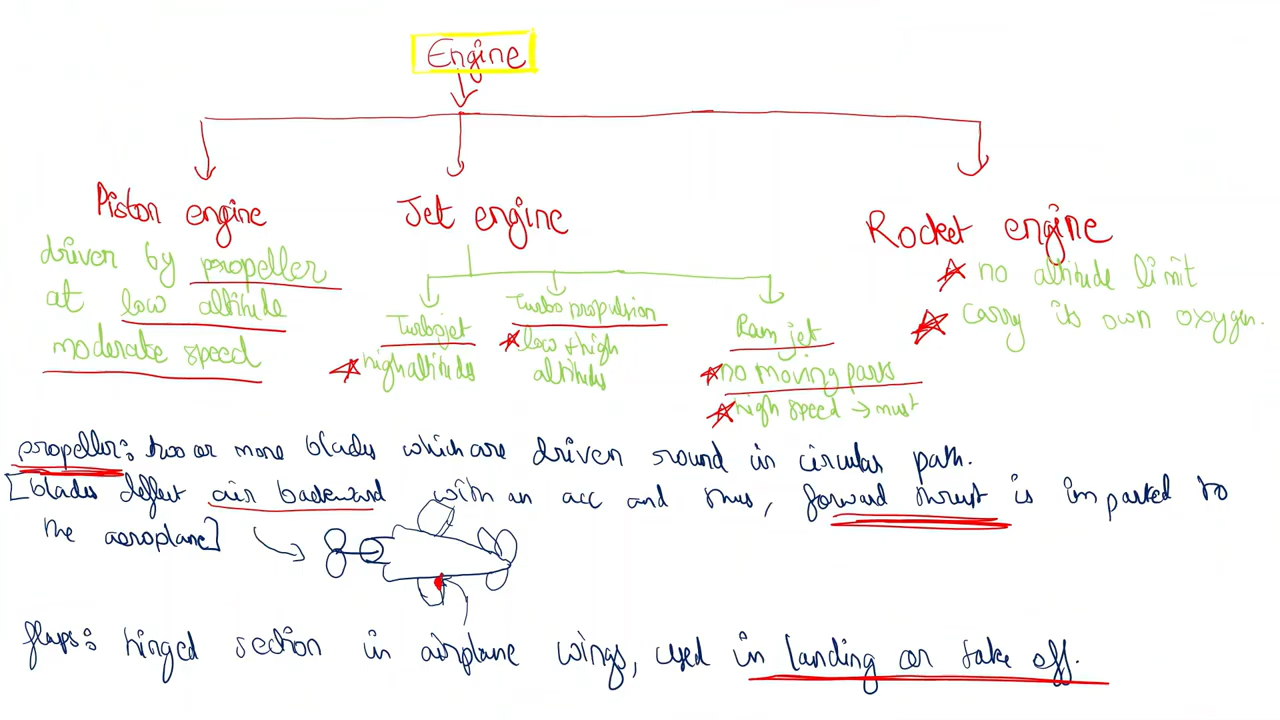 Engine
Piston engine
driven by propeller
at low altitude
moderate speed
Jet engine
Turbojet
high altitudes
Turbo propulsion
low + high
altitudes
Ram jet
no moving parts
high speed → must
Rocket engine
no altitude limit
carry its own oxygen.
propeller: two or more blades which are driven round in circular path.
[blades deflect air backward with an acc and thus, forward thrust is imparted to
the aeroplane]
flaps: hinged section in airplane wings, used in landing or take off.